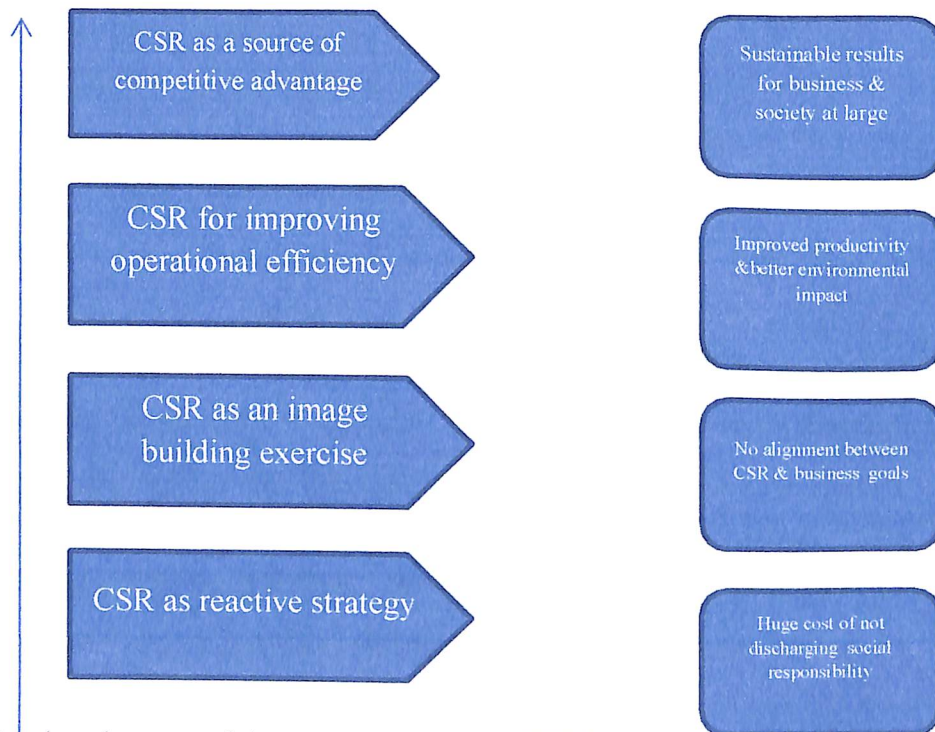 CSR as a source of
competitive advantage
Sustainable results
for business &
society at large
CSR for improving
operational efficiency
Improved productivity
&better environmental
impact
CSR as an image
building exercise
No alignment between
CSR & business goals
CSR as reactive strategy
Huge cost of not
discharging social
responsibility